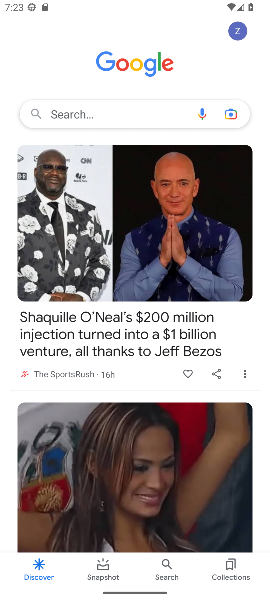 7:23
Z
Google
Search...
Shaquille O'Neal's $200 million
injection turned into a $1 billion
venture, all thanks to Jeff Bezos
The SportsRush · 16h
Discover
Snapshot
Search
Collections